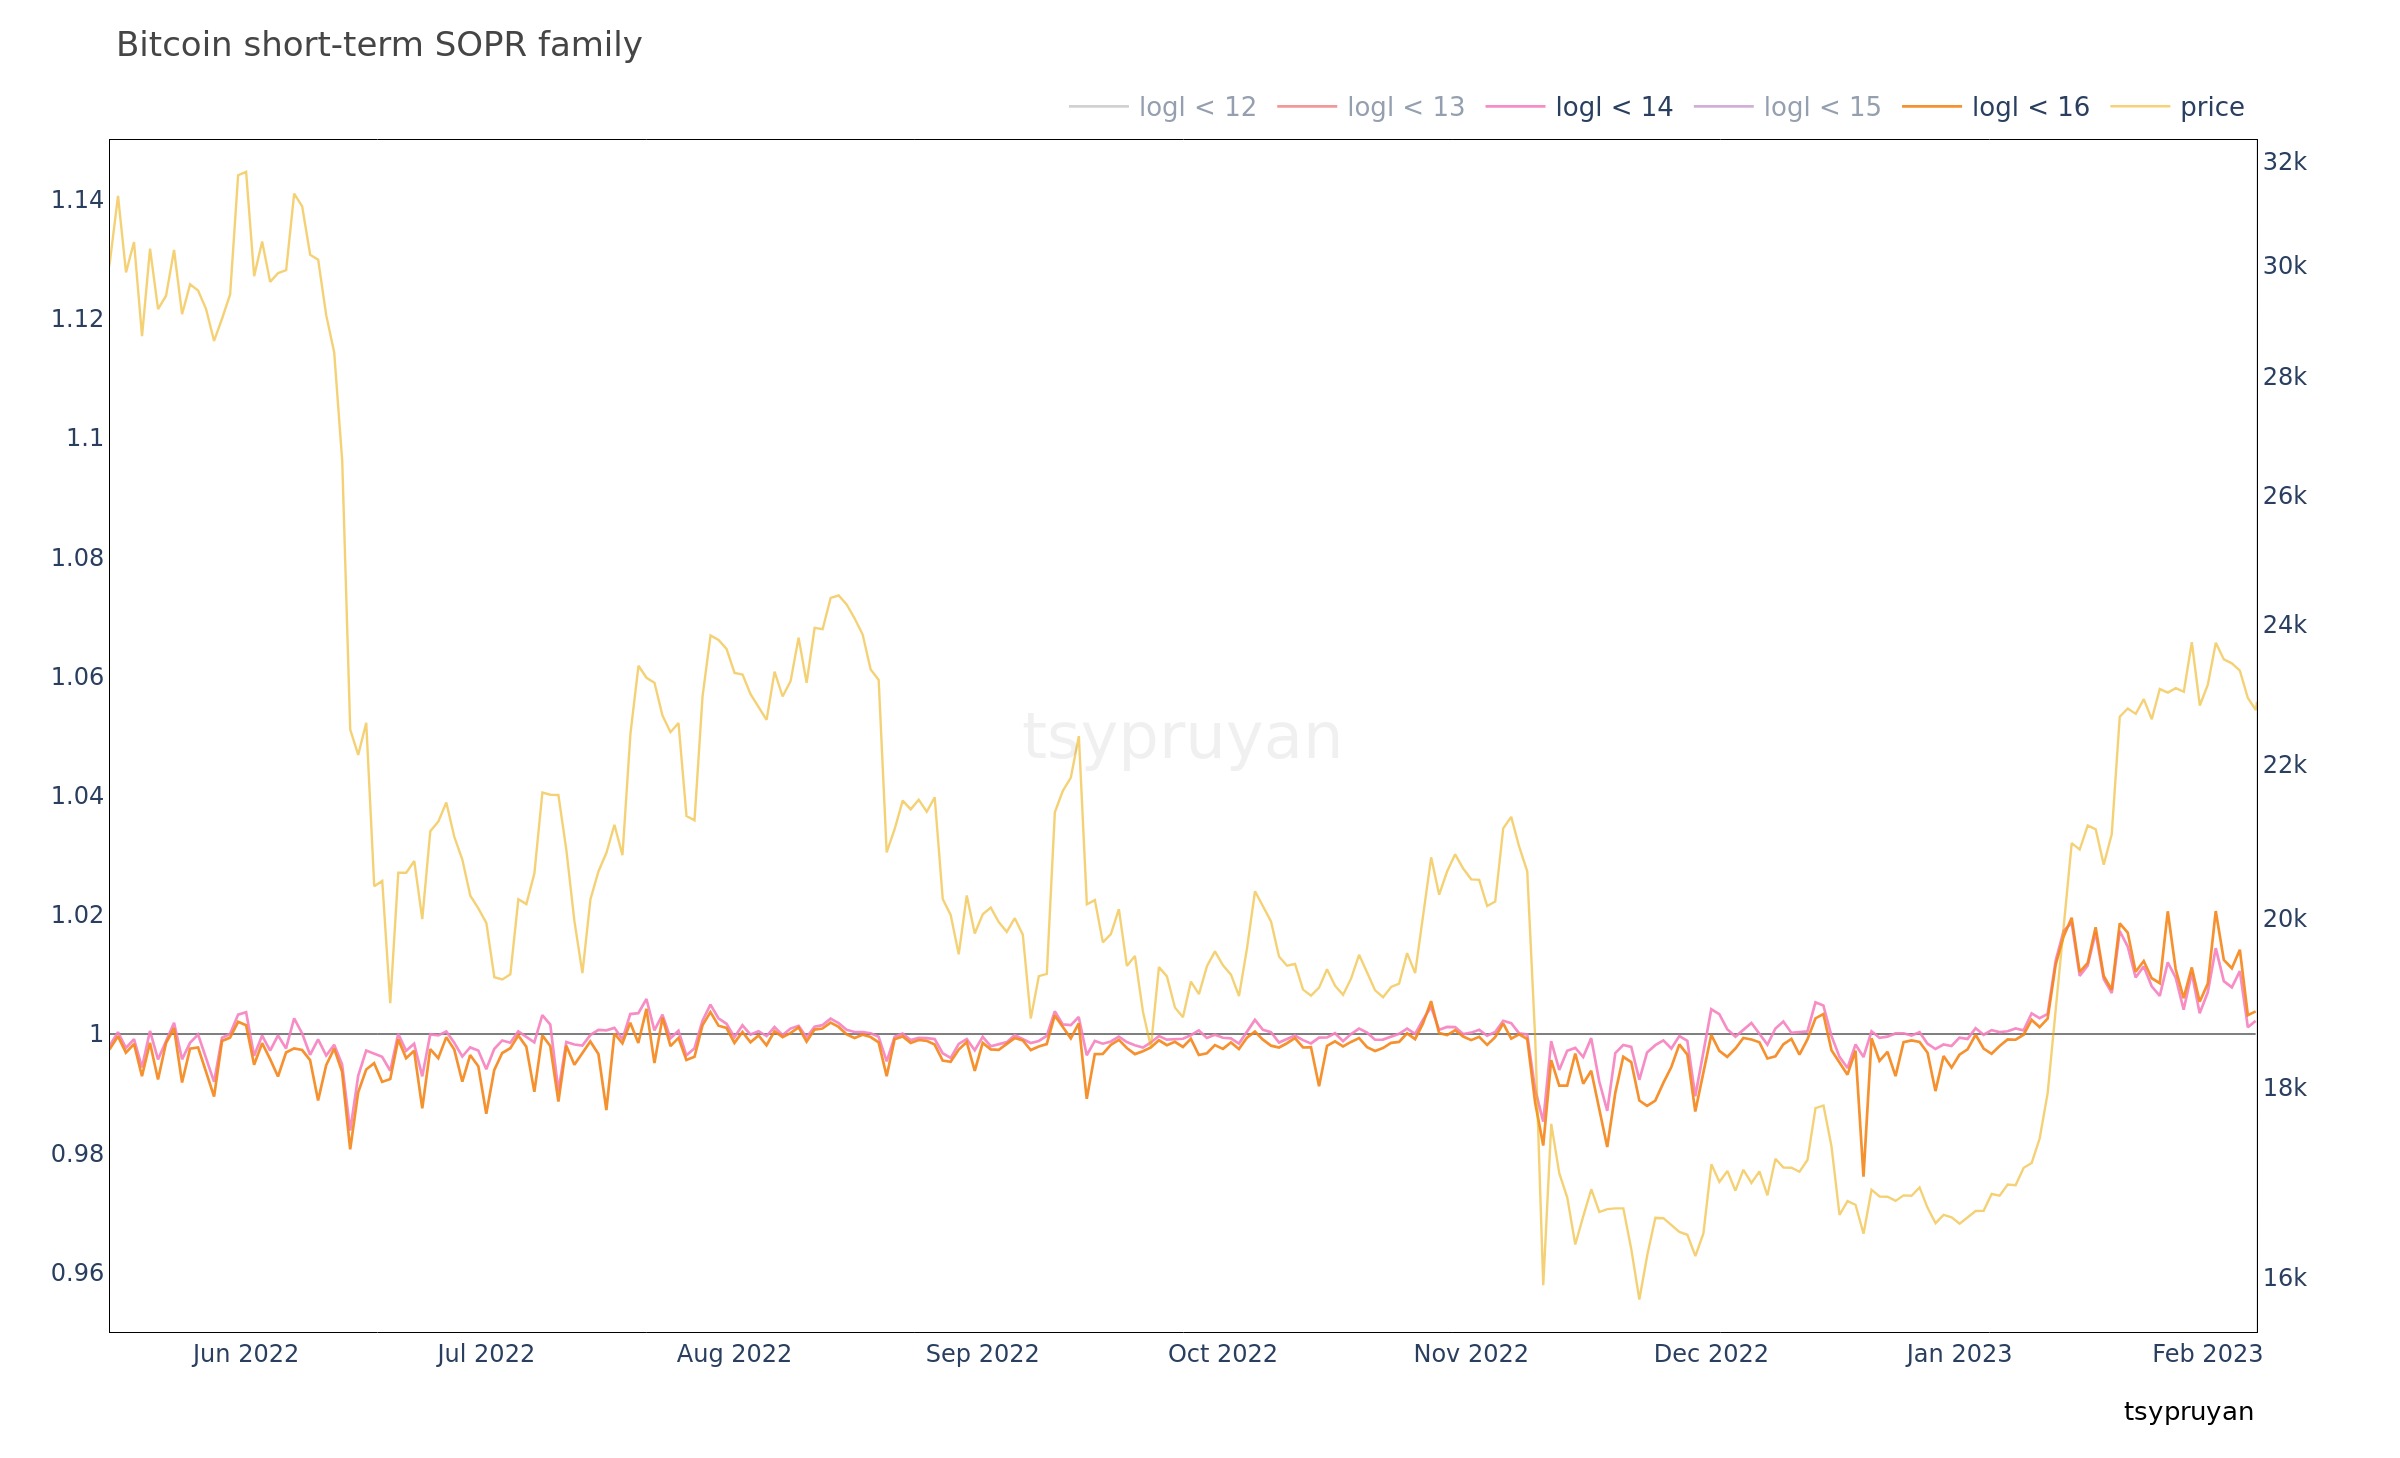 Bitcoin short-term SOPR family
logl < 12 logl < 13 logl < 14 logl < 15 logl < 16 price
1.14
1.12
1.1
1.08
1.06
1.04
1.02
1
0.98
0.96
32k
30k
28k
26k
24k
22k
20k
18k
16k
tsypruyan
Jun 2022 Jul 2022 Aug 2022 Sep 2022 Oct 2022 Nov 2022 Dec 2022 Jan 2023 Feb 2023
tsypruyan